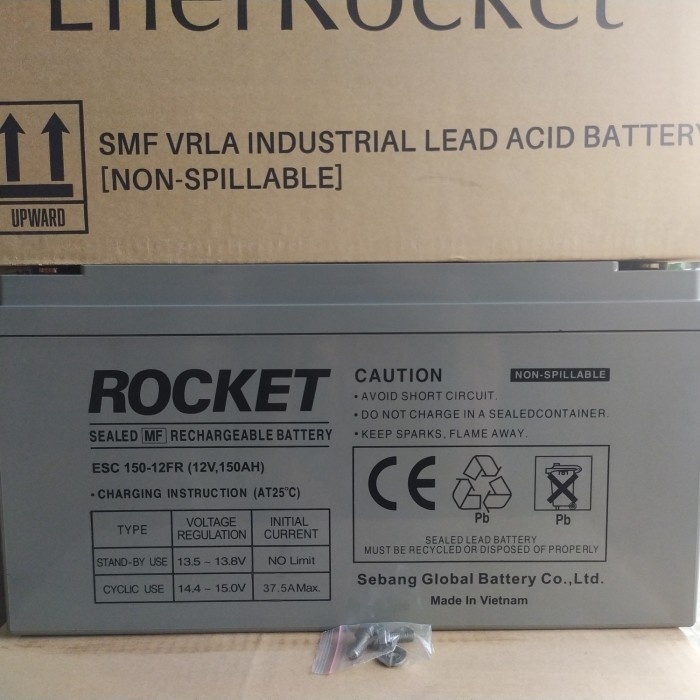 EnerRocket
SMF VRLA INDUSTRIAL LEAD ACID BATTERY
[NON-SPILLABLE]
UPWARD
ROCKET
SEALED MF RECHARGEABLE BATTERY
ESC 150-12FR (12V,150AH)
• CHARGING INSTRUCTION (AT25°C)
TYPE VOLTAGE REGULATION INITIAL CURRENT
STAND-BY USE 13.5 ~ 13.8V NO Limit
CYCLIC USE 14.4 ~ 15.0V 37.5AMax.
CAUTION NON-SPILLABLE
• AVOID SHORT CIRCUIT.
• DO NOT CHARGE IN A SEALEDCONTAINER.
• KEEP SPARKS, FLAME AWAY.
CE
Pb Pb
SEALED LEAD BATTERY
MUST BE RECYCLED OR DISPOSED OF PROPERLY
Sebang Global Battery Co.,Ltd.
Made In Vietnam